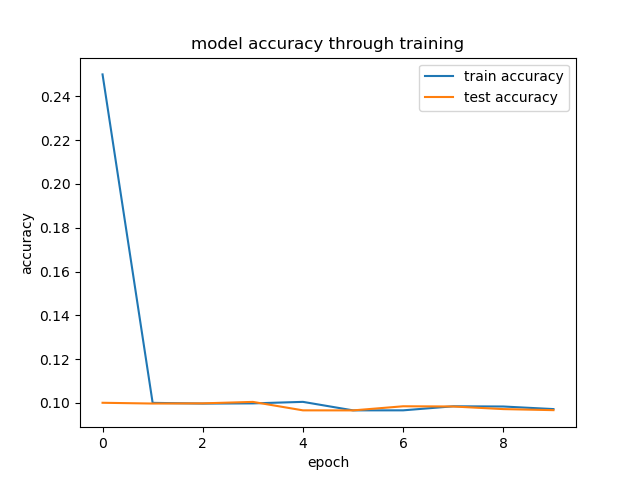 model accuracy through training
train accuracy
test accuracy
0.24
0.22
0.20
0.18
0.16
0.14
0.12
0.10
accuracy
0
2
4
6
8
epoch